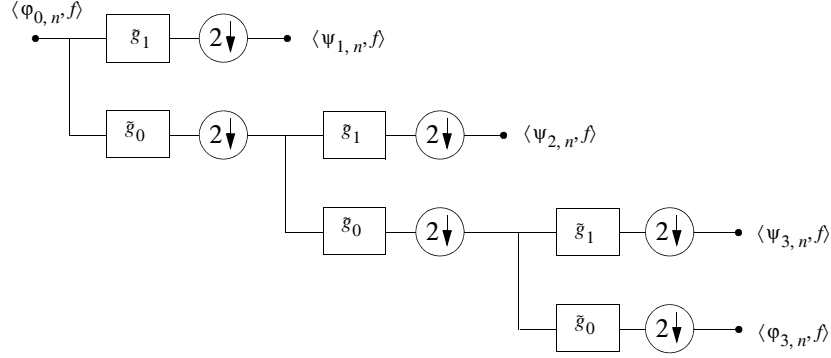 ⟨φ0, n, f⟩
g̃1
2↓
⟨ψ1, n, f⟩
g̃0
2↓
g̃1
2↓
⟨ψ2, n, f⟩
g̃0
2↓
g̃1
2↓
⟨ψ3, n, f⟩
g̃0
2↓
⟨φ3, n, f⟩